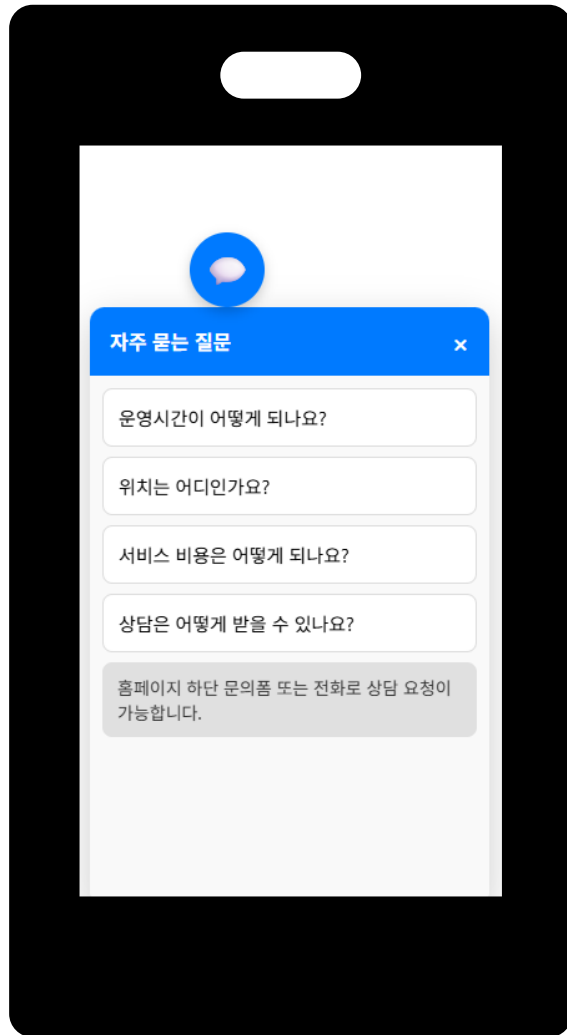 자주 묻는 질문 ×
운영시간이 어떻게 되나요?
위치는 어디인가요?
서비스 비용은 어떻게 되나요?
상담은 어떻게 받을 수 있나요?
홈페이지 하단 문의폼 또는 전화로 상담 요청이
가능합니다.